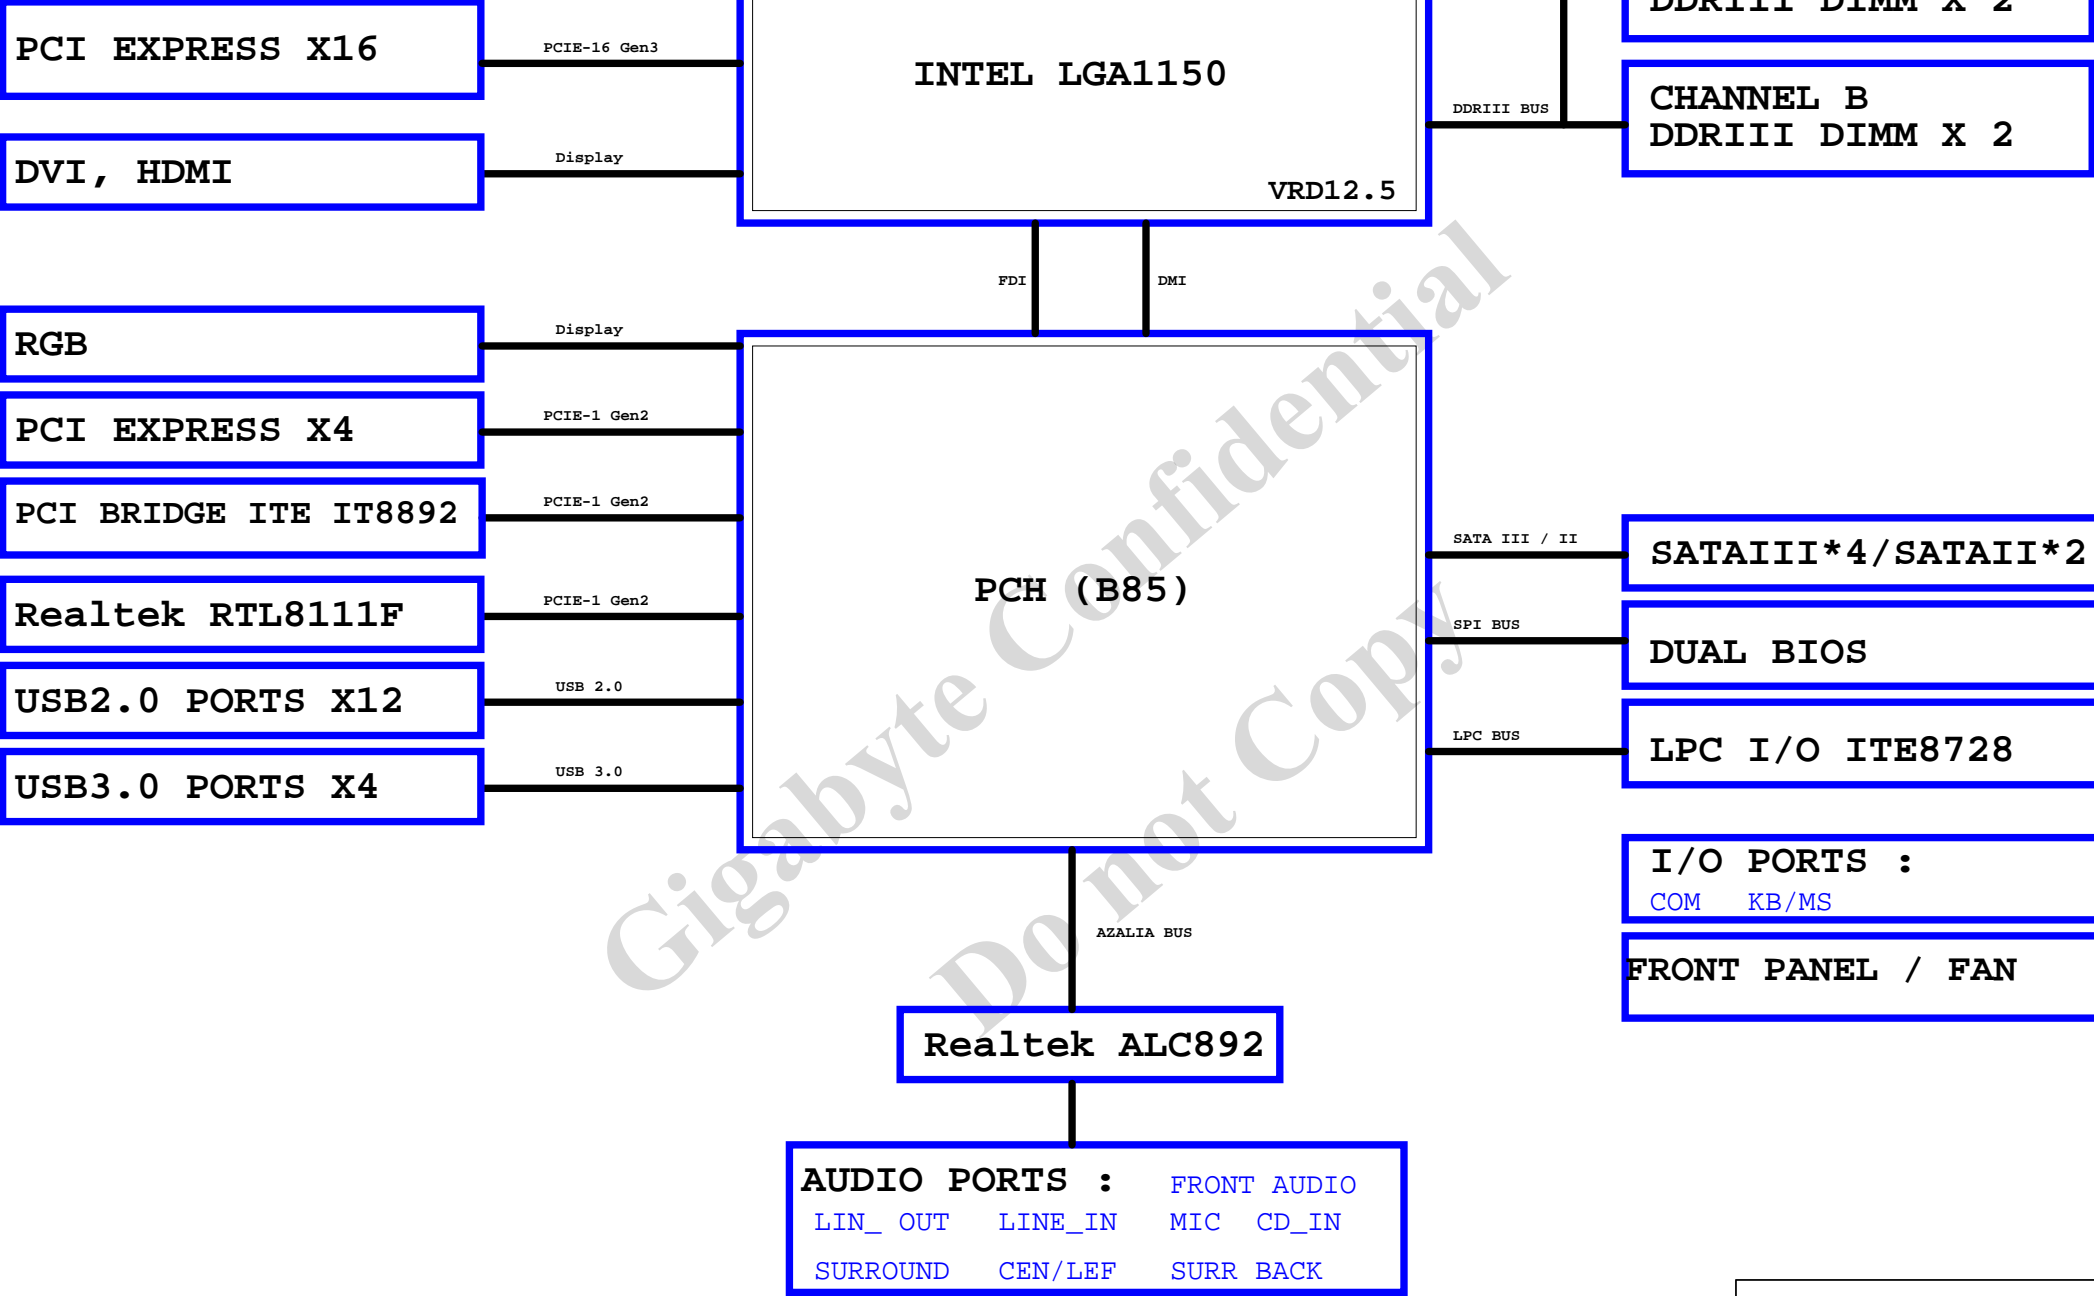 DDRIII DIMM X 2
PCI EXPRESS X16
PCIE-16 Gen3
INTEL LGA1150
DDRIII BUS
CHANNEL B
DDRIII DIMM X 2
DVI, HDMI
Display
VRD12.5
FDI
DMI
RGB
Display
PCI EXPRESS X4
PCIE-1 Gen2
PCI BRIDGE ITE IT8892
PCIE-1 Gen2
SATA III / II
SATAIII*4/SATAII*2
Realtek RTL8111F
PCIE-1 Gen2
PCH (B85)
SPI BUS
DUAL BIOS
USB2.0 PORTS X12
USB 2.0
LPC BUS
LPC I/O ITE8728
USB3.0 PORTS X4
USB 3.0
Gigabyte Confidential
Do not Copy
I/O PORTS :
COM KB/MS
AZALIA BUS
FRONT PANEL / FAN
Realtek ALC892
AUDIO PORTS : FRONT AUDIO
LIN_ OUT LINE_IN MIC CD_IN
SURROUND CEN/LEF SURR BACK